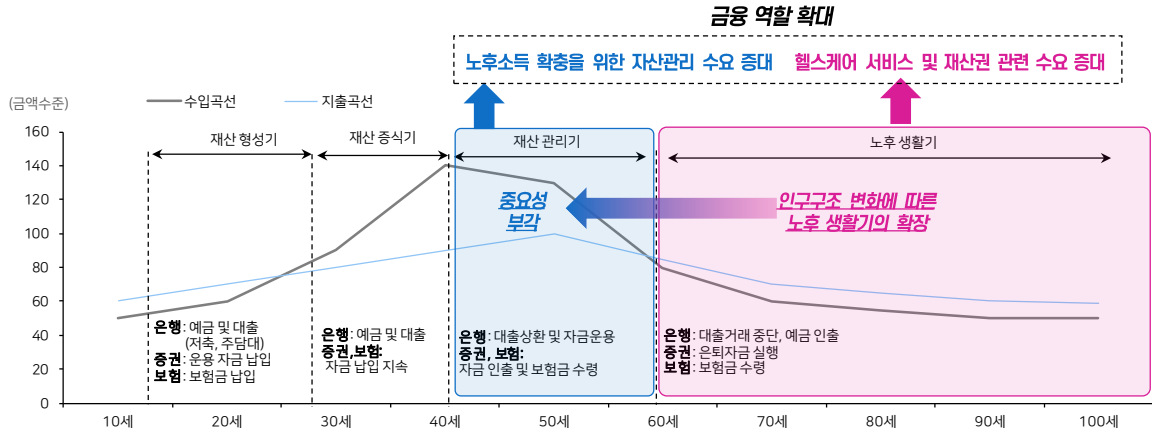 금융 역할 확대
노후소득 확충을 위한 자산관리 수요 증대
헬스케어 서비스 및 재산권 관련 수요 증대
(금액수준)
수입곡선
지출곡선
160
140
120
100
80
60
40
20
0
재산 형성기
재산 증식기
재산 관리기
노후 생활기
중요성
부각
인구구조 변화에 따른
노후 생활기의 확장
은행: 예금 및 대출
(저축, 주담대)
증권: 운용 자금 납입
보험: 보험금 납입
은행: 예금 및 대출
증권,보험:
자금 납입 지속
은행: 대출상환 및 자금운용
증권, 보험:
자금 인출 및 보험금 수령
은행: 대출거래 중단, 예금 인출
증권: 은퇴자금 실행
보험: 보험금 수령
10세
20세
30세
40세
50세
60세
70세
80세
90세
100세